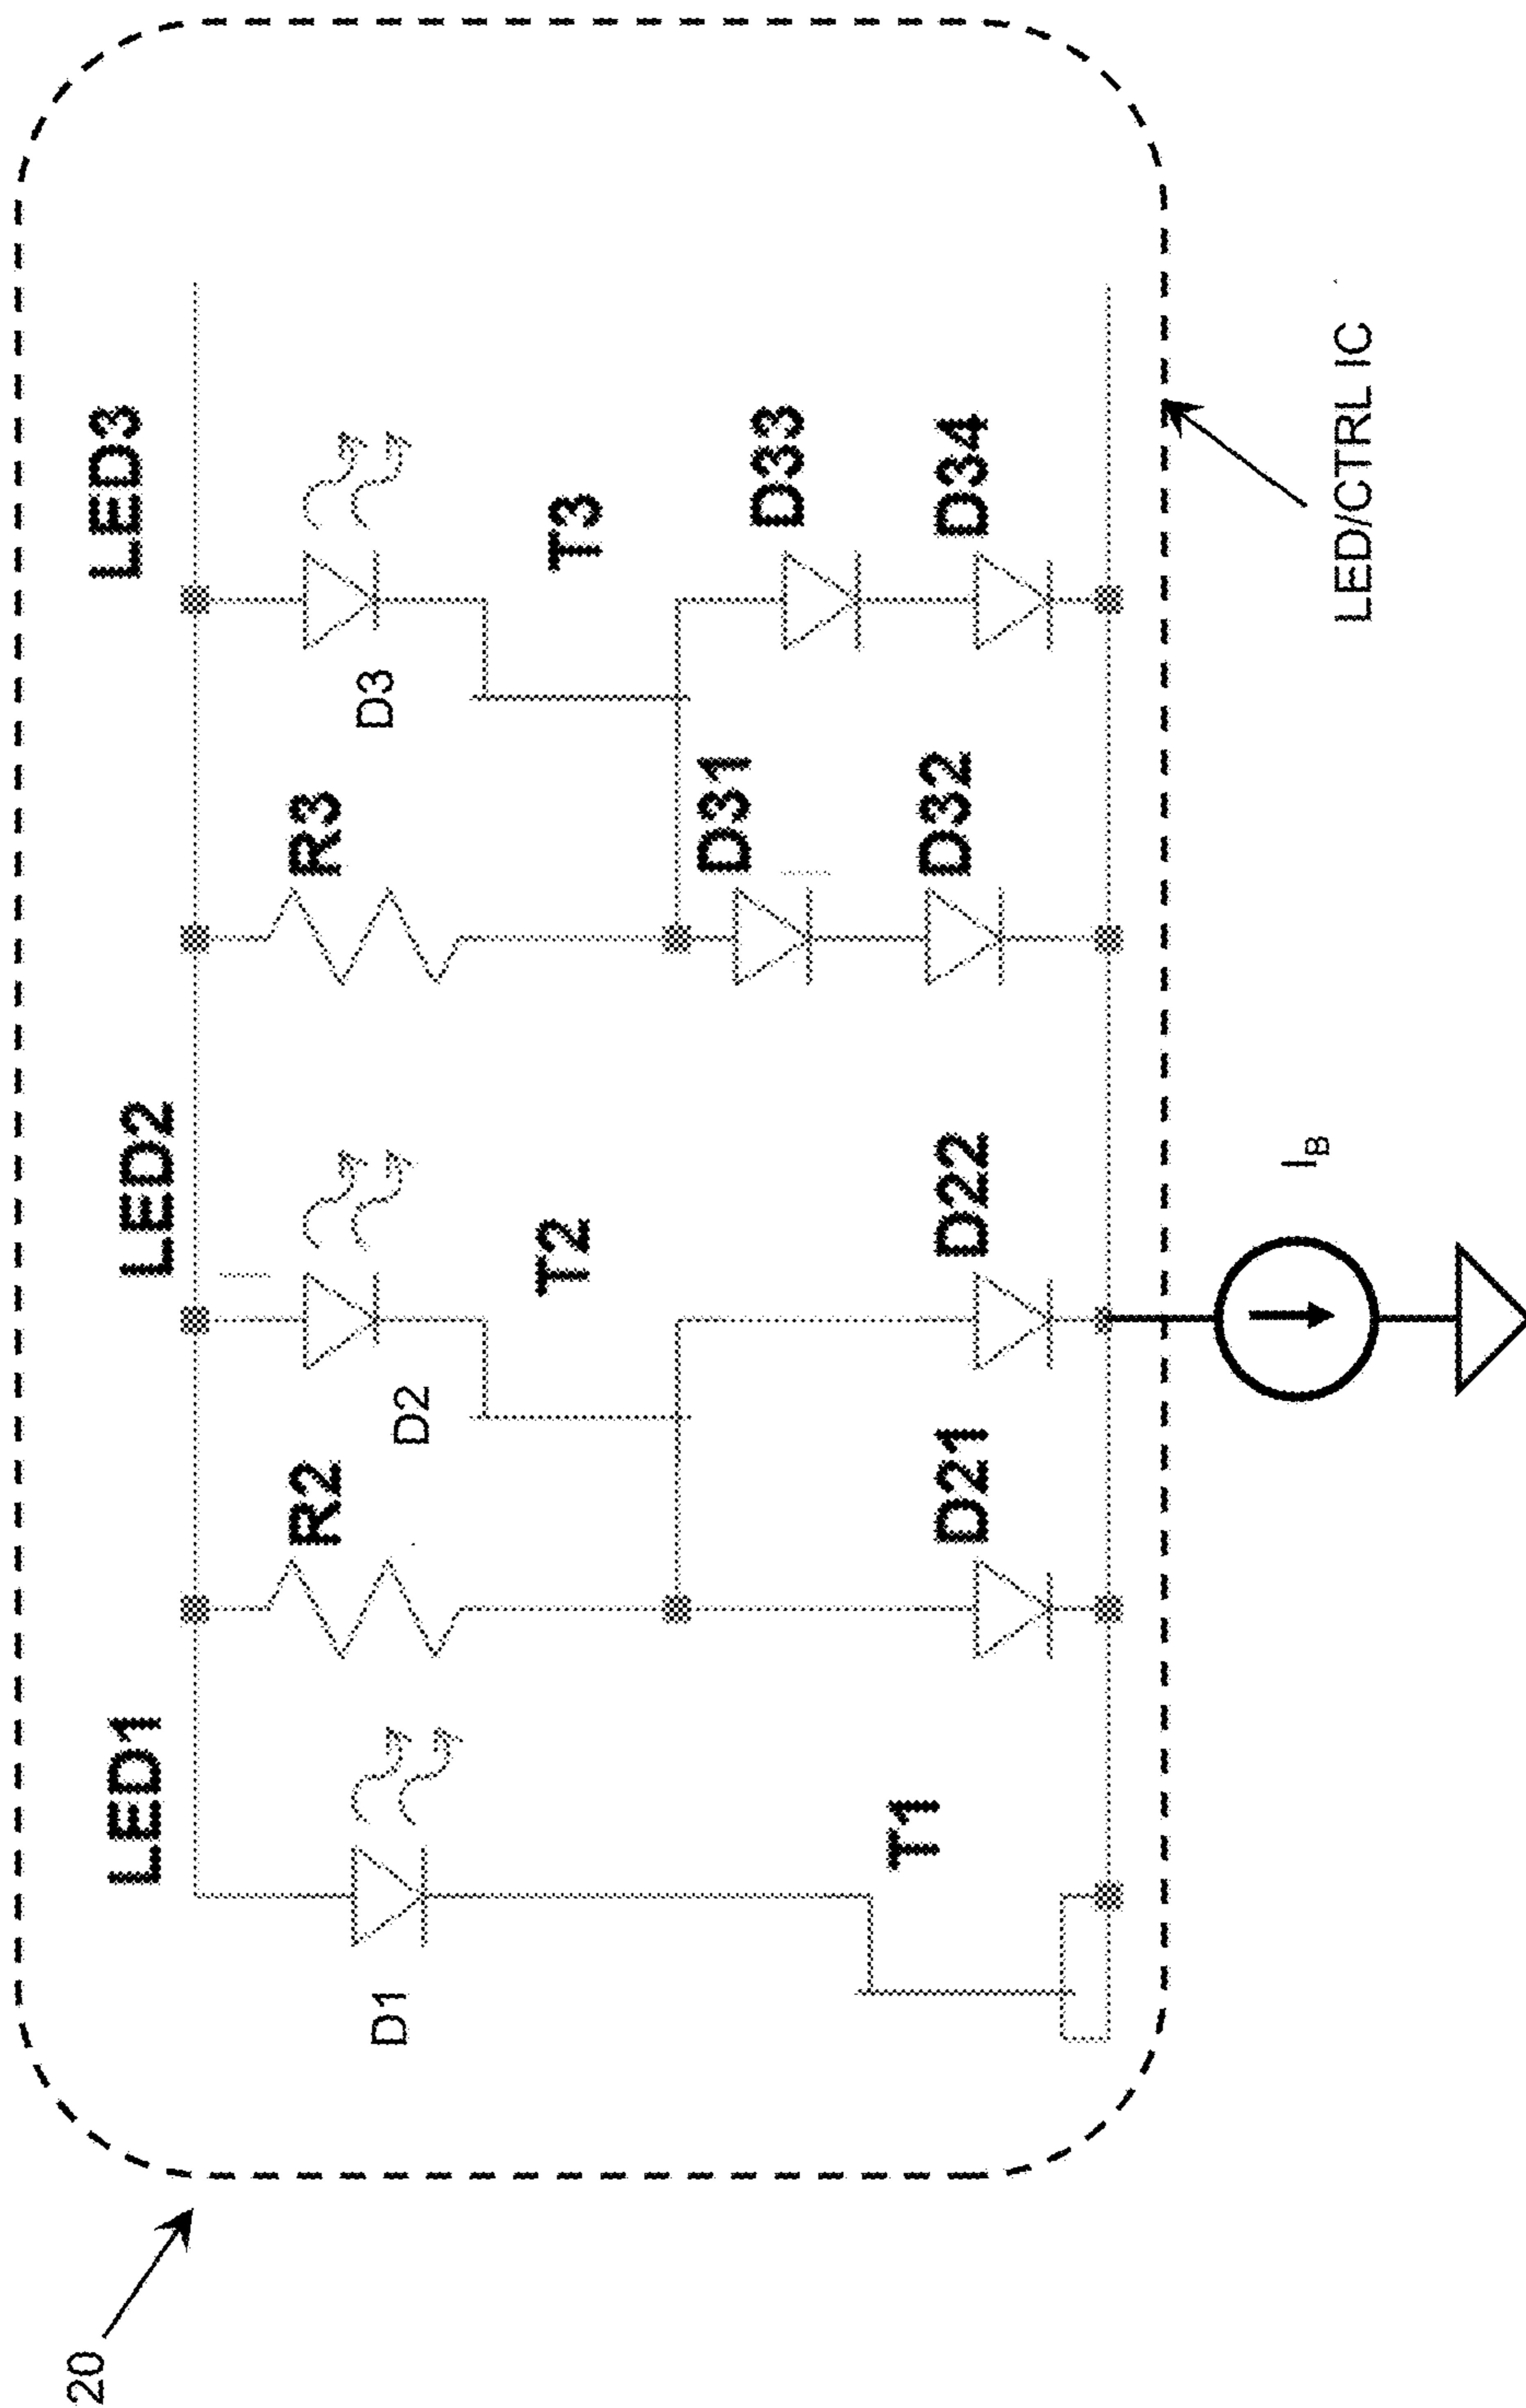 20
LED1
LED2
LED3
D1
R2
D2
R3
D3
T1
T2
T3
D21
D22
D31
D33
D32
D34
I_B
LED/CTRL IC